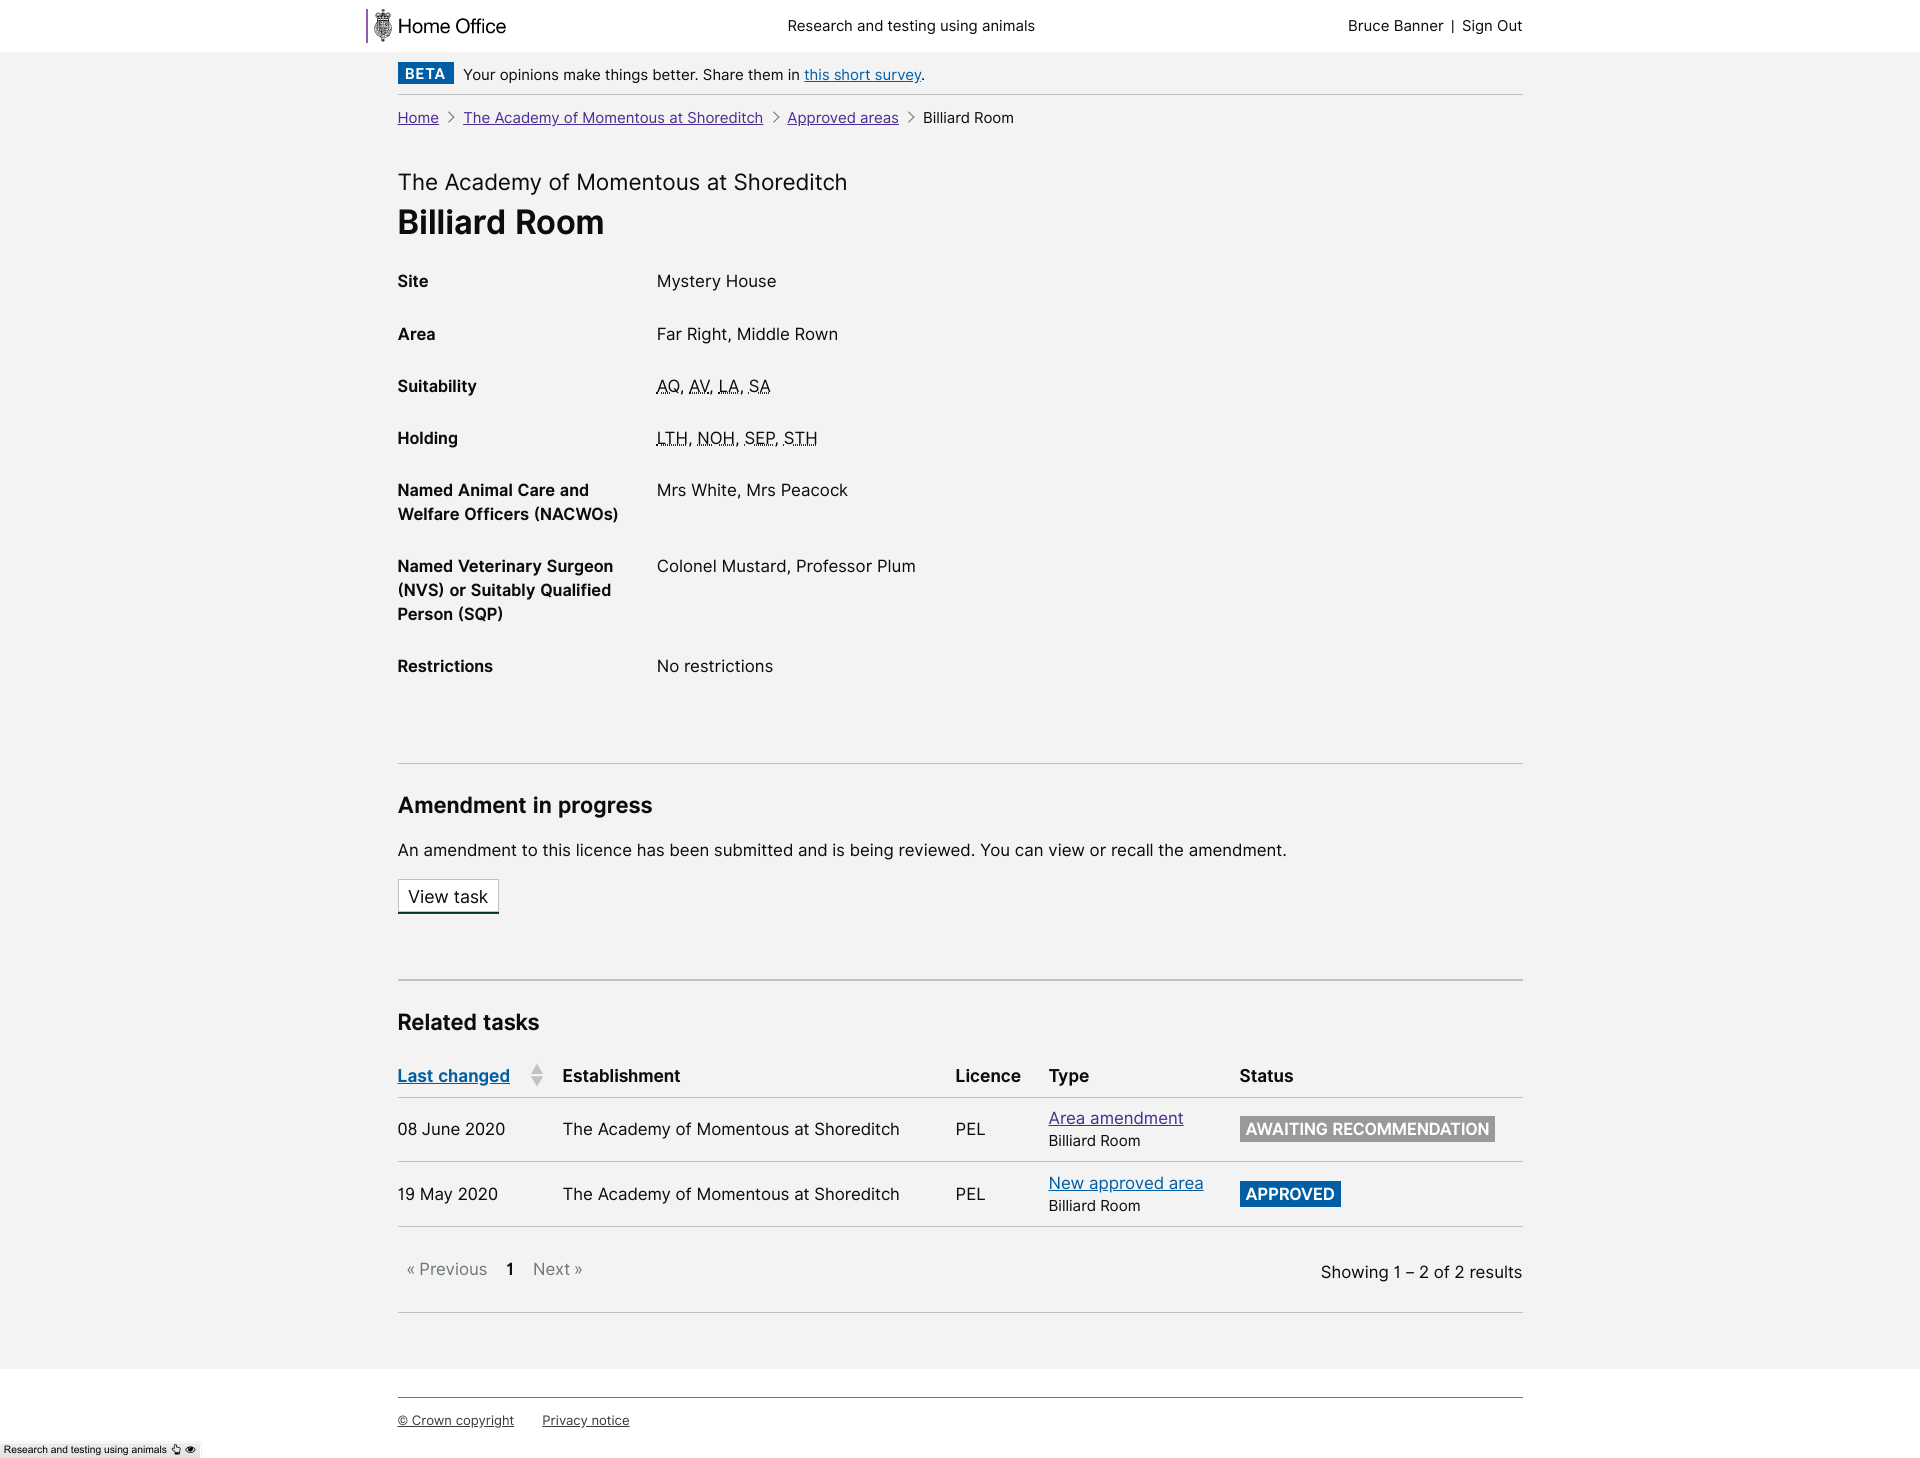 Home Office
Research and testing using animals
Bruce Banner | Sign Out
BETA Your opinions make things better. Share them in this short survey.
Home > The Academy of Momentous at Shoreditch > Approved areas > Billiard Room
The Academy of Momentous at Shoreditch
Billiard Room
Site Mystery House
Area Far Right, Middle Rown
Suitability AQ, AV, LA, SA
Holding LTH, NOH, SEP, STH
Named Animal Care and Mrs White, Mrs Peacock
Welfare Officers (NACWOs)
Named Veterinary Surgeon Colonel Mustard, Professor Plum
(NVS) or Suitably Qualified
Person (SQP)
Restrictions No restrictions
Amendment in progress
An amendment to this licence has been submitted and is being reviewed. You can view or recall the amendment.
View task
Related tasks
Last changed Establishment Licence Type Status
08 June 2020 The Academy of Momentous at Shoreditch PEL Area amendment AWAITING RECOMMENDATION
Billiard Room
19 May 2020 The Academy of Momentous at Shoreditch PEL New approved area APPROVED
Billiard Room
« Previous 1 Next » Showing 1 – 2 of 2 results
© Crown copyright Privacy notice
Research and testing using animals